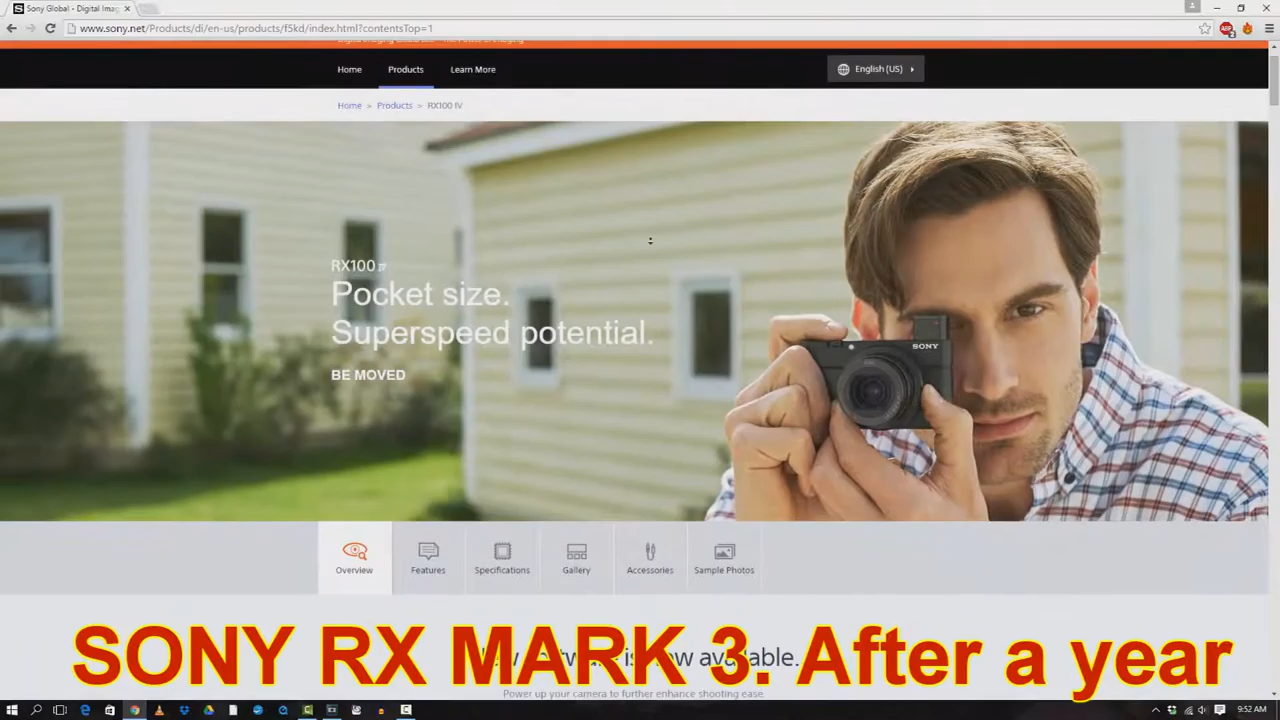 Sony Global - Digital Imag
www.sony.net/Products/di/en-us/products/f5kd/index.html?contentsTop=1
Home Products Learn More English (US)
Home > Products > RX100 IV
RX100 IV
Pocket size.
Superspeed potential.
BE MOVED
SONY
Overview Features Specifications Gallery Accessories Sample Photos
is now available.
SONY RX MARK 3. After a year
Power up your camera to further enhance shooting ease.
9:52 AM